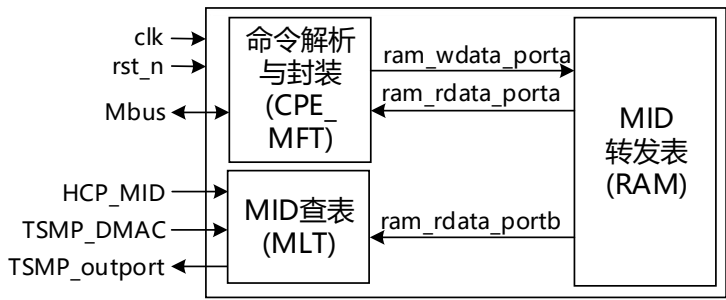 clk
rst_n
Mbus
HCP_MID
TSMP_DMAC
TSMP_outport
命令解析
与封装
(CPE_
MFT)
MID查表
(MLT)
ram_wdata_porta
ram_rdata_porta
ram_rdata_portb
MID
转发表
(RAM)